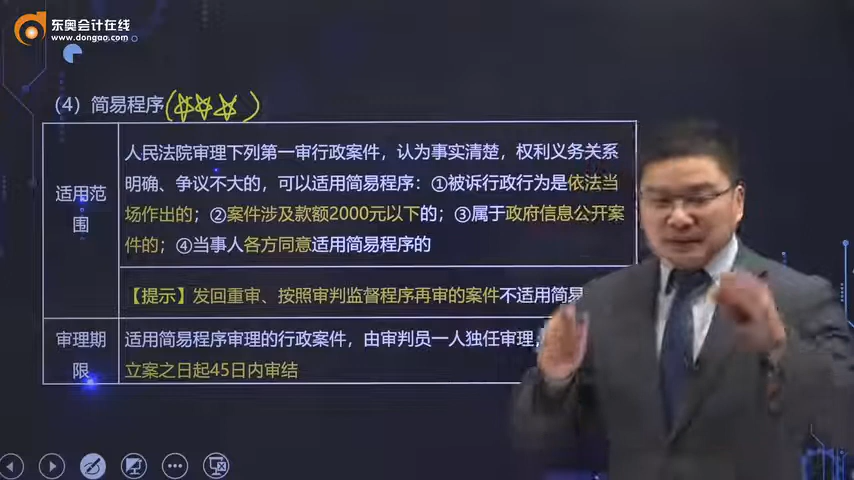 东奥会计在线
www.dongao.com
（4）简易程序(☆☆☆)
适用范围
人民法院审理下列第一审行政案件，认为事实清楚，权利义务关系
明确、争议不大的，可以适用简易程序：①被诉行政行为是依法当
场作出的；②案件涉及款额2000元以下的；③属于政府信息公开案
件的；④当事人各方同意适用简易程序的
【提示】发回重审、按照审判监督程序再审的案件不适用简易
审理期限
适用简易程序审理的行政案件，由审判员一人独任审理，
立案之日起45日内审结